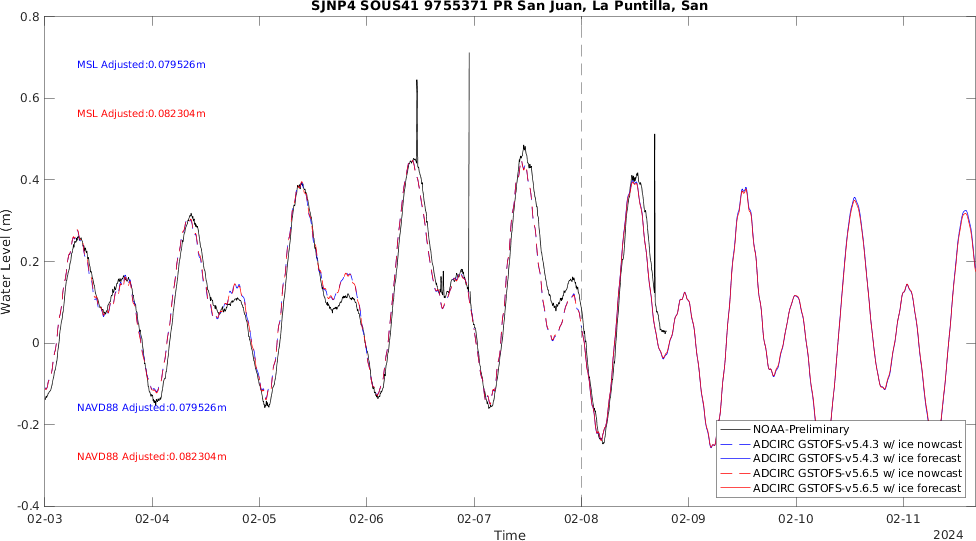 SJNP4 SOUS41 9755371 PR San Juan, La Puntilla, San
0.8
MSL Adjusted:0.079526m
0.6
MSL Adjusted:0.082304m
0.4
0.2
Water Level (m)
0
NAVD88 Adjusted:0.079526m
-0.2
NOAA-Preliminary
ADCIRC GSTOFS-v5.4.3 w/ ice nowcast
NAVD88 Adjusted:0.082304m
ADCIRC GSTOFS-v5.4.3 w/ ice forecast
ADCIRC GSTOFS-v5.6.5 w/ ice nowcast
ADCIRC GSTOFS-v5.6.5 w/ ice forecast
-0.4
02-03 02-04 02-05 02-06 02-07 02-08 02-09 02-10 02-11
Time
2024